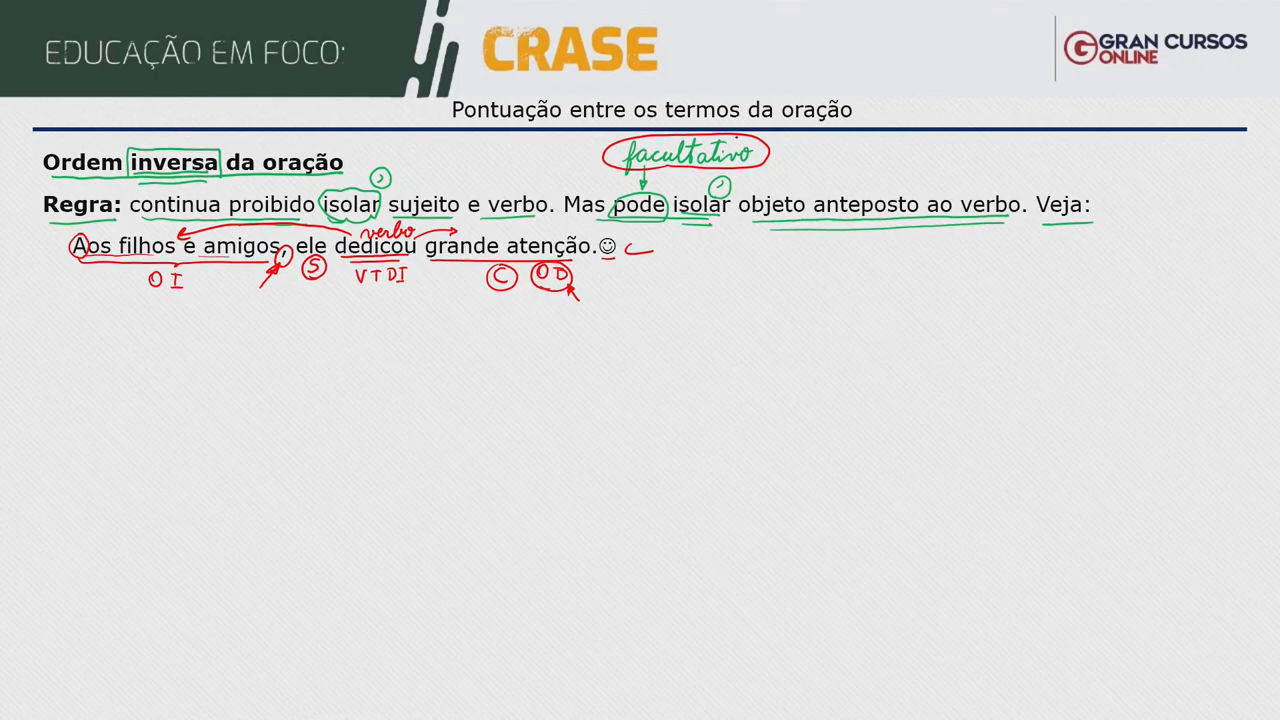 EDUCAÇÃO EM FOCO:
CRASE
GRAN CURSOS
ONLINE
Pontuação entre os termos da oração
Ordem inversa da oração
facultativo
,
,
Regra: continua proibido isolar sujeito e verbo. Mas pode isolar objeto anteposto ao verbo. Veja:
verbo
Aos filhos e amigos, ele dedicou grande atenção.☺
OI S VTDI C OD